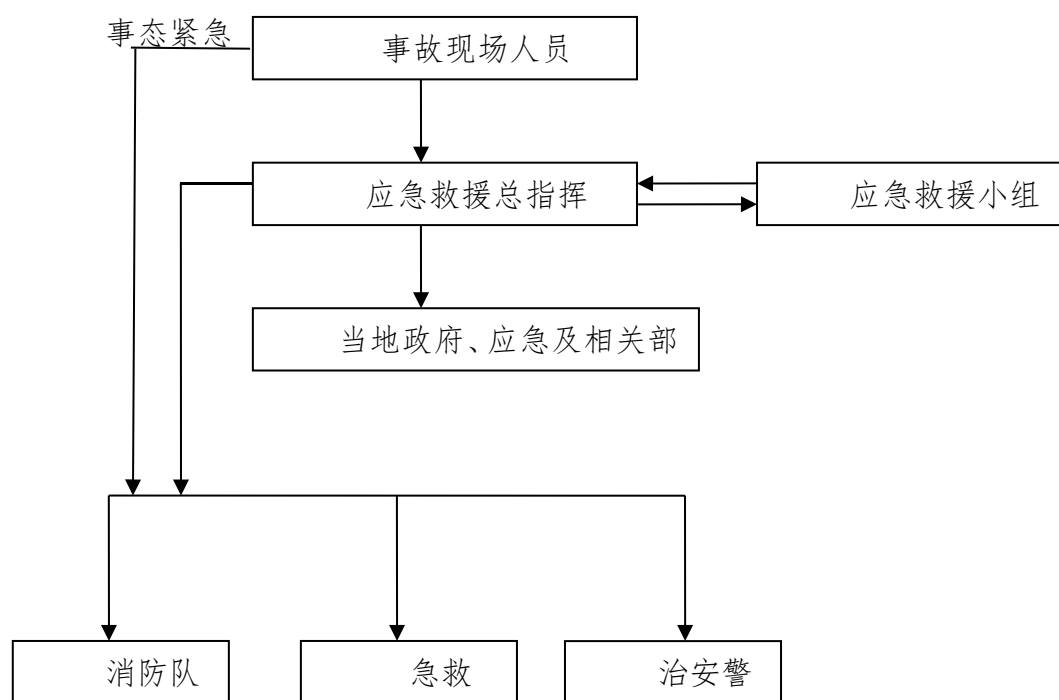 事态紧急
事故现场人员
应急救援总指挥
应急救援小组
当地政府、应急及相关部
消防队
急救
治安警